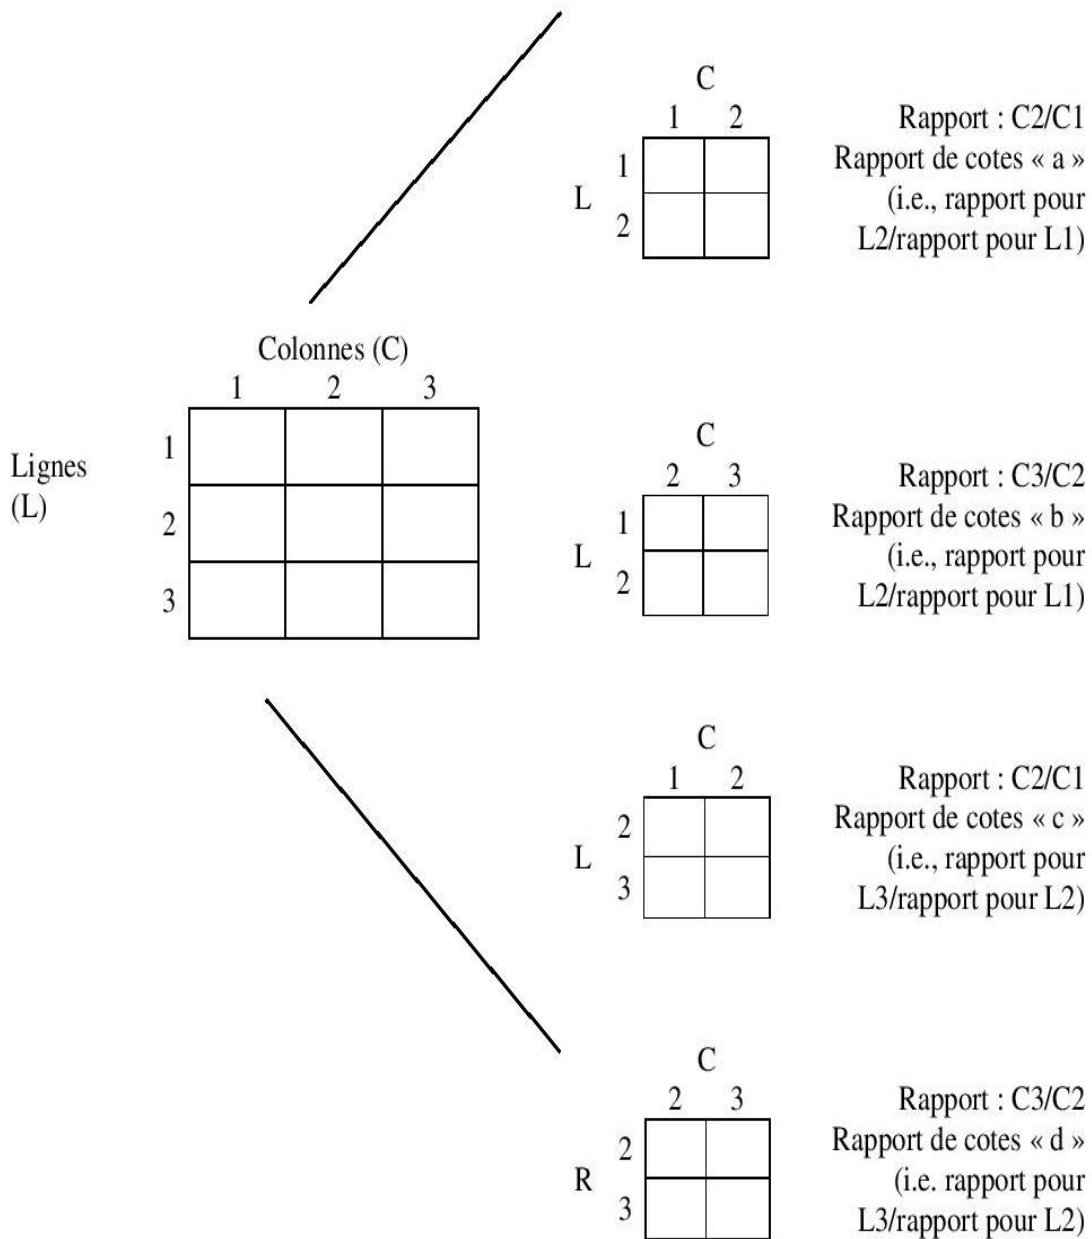 C
1 2
1
L
2
Rapport : C2/C1
Rapport de cotes « a »
(i.e., rapport pour
L2/rapport pour L1)
Colonnes (C)
1 2 3
Lignes
(L)
1
2
3
C
2 3
1
L
2
Rapport : C3/C2
Rapport de cotes « b »
(i.e., rapport pour
L2/rapport pour L1)
C
1 2
2
L
3
Rapport : C2/C1
Rapport de cotes « c »
(i.e., rapport pour
L3/rapport pour L2)
C
2 3
2
R
3
Rapport : C3/C2
Rapport de cotes « d »
(i.e. rapport pour
L3/rapport pour L2)